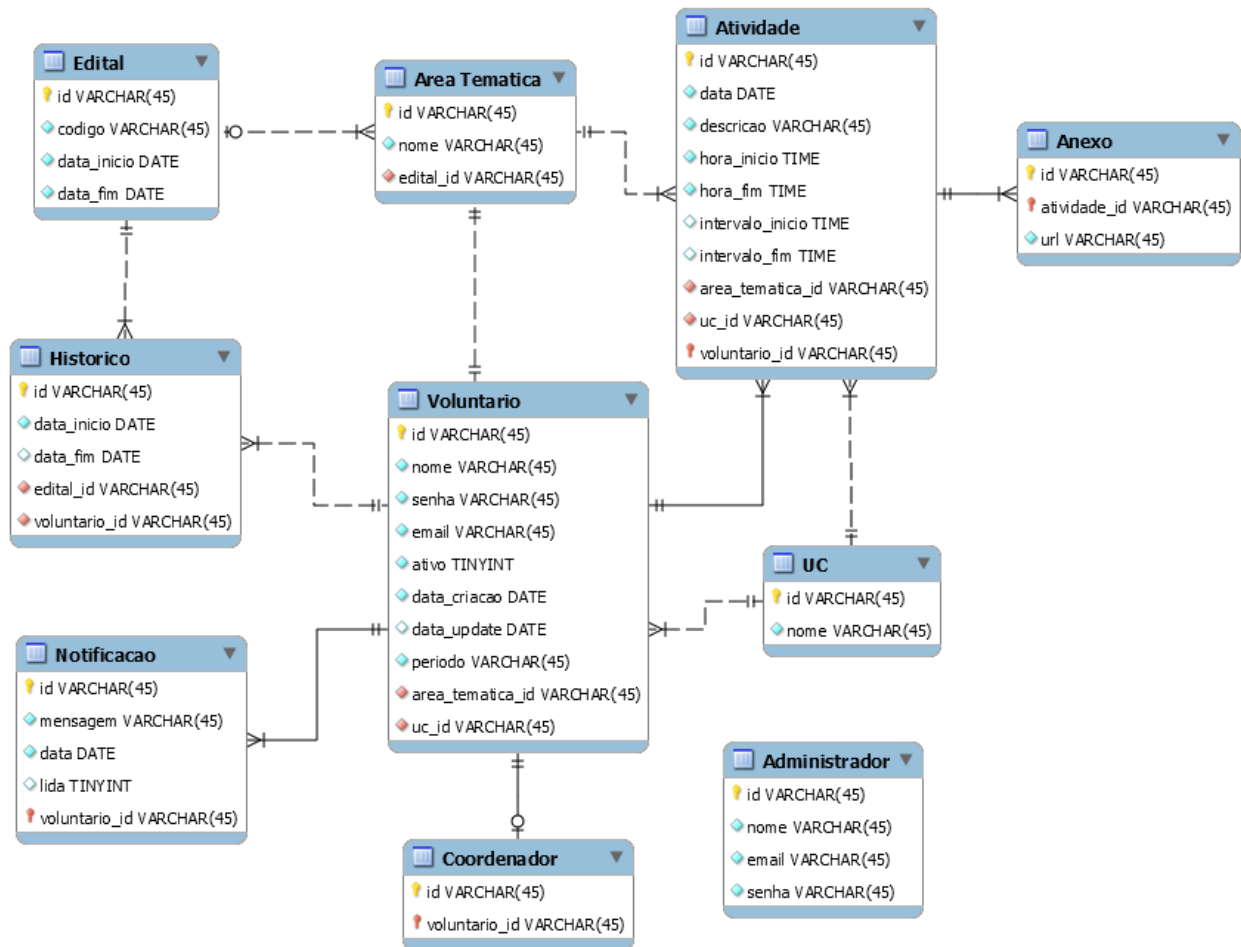 Edital
id VARCHAR(45)
codigo VARCHAR(45)
data_inicio DATE
data_fim DATE
Area Tematica
id VARCHAR(45)
nome VARCHAR(45)
edital_id VARCHAR(45)
Atividade
id VARCHAR(45)
data DATE
descricao VARCHAR(45)
hora_inicio TIME
hora_fim TIME
intervalo_inicio TIME
intervalo_fim TIME
area_tematica_id VARCHAR(45)
uc_id VARCHAR(45)
voluntario_id VARCHAR(45)
Anexo
id VARCHAR(45)
atividade_id VARCHAR(45)
url VARCHAR(45)
Historico
id VARCHAR(45)
data_inicio DATE
data_fim DATE
edital_id VARCHAR(45)
voluntario_id VARCHAR(45)
Voluntario
id VARCHAR(45)
nome VARCHAR(45)
senha VARCHAR(45)
email VARCHAR(45)
ativo TINYINT
data_criacao DATE
data_update DATE
periodo VARCHAR(45)
area_tematica_id VARCHAR(45)
uc_id VARCHAR(45)
UC
id VARCHAR(45)
nome VARCHAR(45)
Notificacao
id VARCHAR(45)
mensagem VARCHAR(45)
data DATE
lida TINYINT
voluntario_id VARCHAR(45)
Coordenador
id VARCHAR(45)
voluntario_id VARCHAR(45)
Administrador
id VARCHAR(45)
nome VARCHAR(45)
email VARCHAR(45)
senha VARCHAR(45)